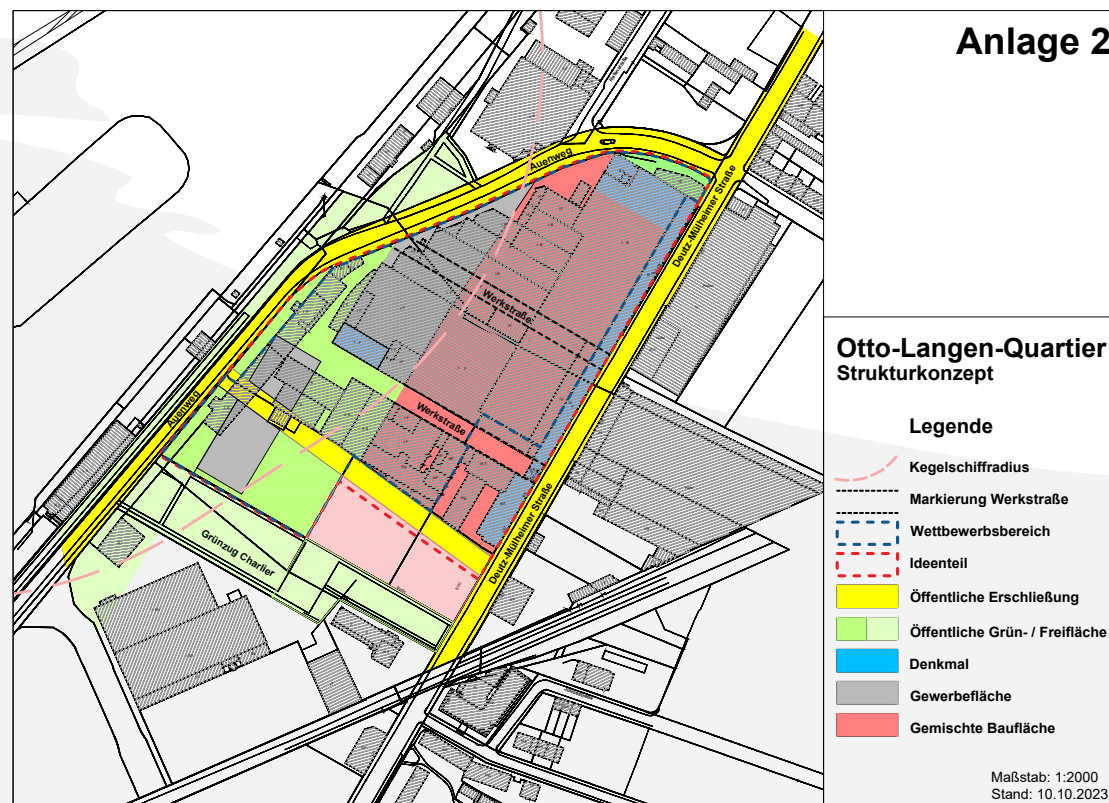 Anlage 2
Otto-Langen-Quartier
Strukturkonzept
Legende
Kegelschiffradius
Markierung Werkstraße
Wettbewerbsbereich
Ideenteil
Öffentliche Erschließung
Öffentliche Grün- / Freifläche
Denkmal
Gewerbefläche
Gemischte Baufläche
Maßstab: 1:2000
Stand: 10.10.2023
Auenweg
Deutz-Mülheimer Straße
Werkstraße
Werkstraße
Auenweg
Deutz-Mülheimer Straße
Grünzug Charlier